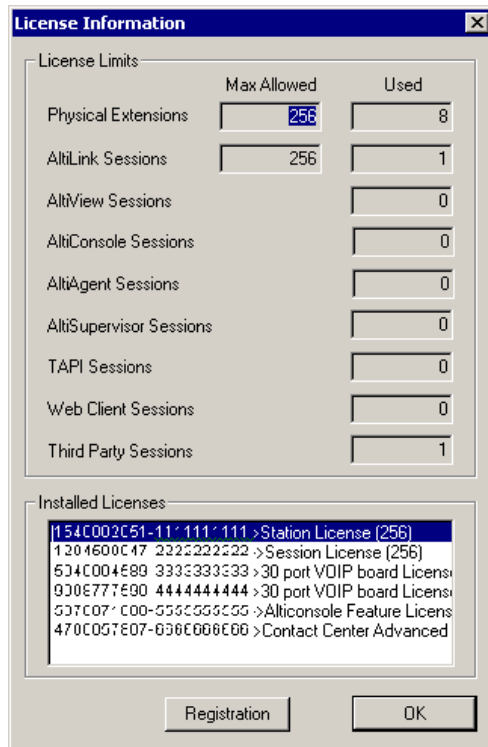 License Information
License Limits
Max Allowed Used
Physical Extensions 256 8
AltiLink Sessions 256 1
AltiView Sessions 0
AltiConsole Sessions 0
AltiAgent Sessions 0
AltiSupervisor Sessions 0
TAPI Sessions 0
Web Client Sessions 0
Third Party Sessions 1
Installed Licenses
>Station License (256)
>Session License (256)
>30 port VOIP board
>30 port VOIP board
>Alticonsole Feature
>Contact Center Advanced
Registration OK